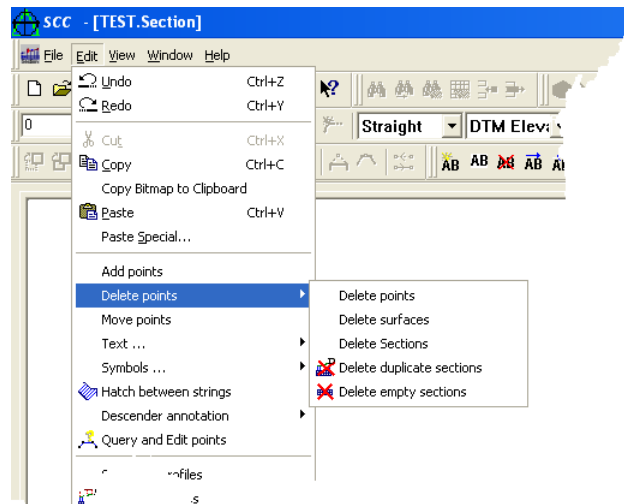 SCC - [TEST.Section]
File Edit View Window Help
Undo Ctrl+Z
Redo Ctrl+Y
0
Straight DTM Elev
Cut Ctrl+X
Copy Ctrl+C
AB AB AB AB
Copy Bitmap to Clipboard
Paste Ctrl+V
Paste Special...
Add points
Delete points
Delete points
Move points
Delete surfaces
Text ...
Delete Sections
Symbols ...
Delete duplicate sections
Hatch between strings
Delete empty sections
Descender annotation
Query and Edit points